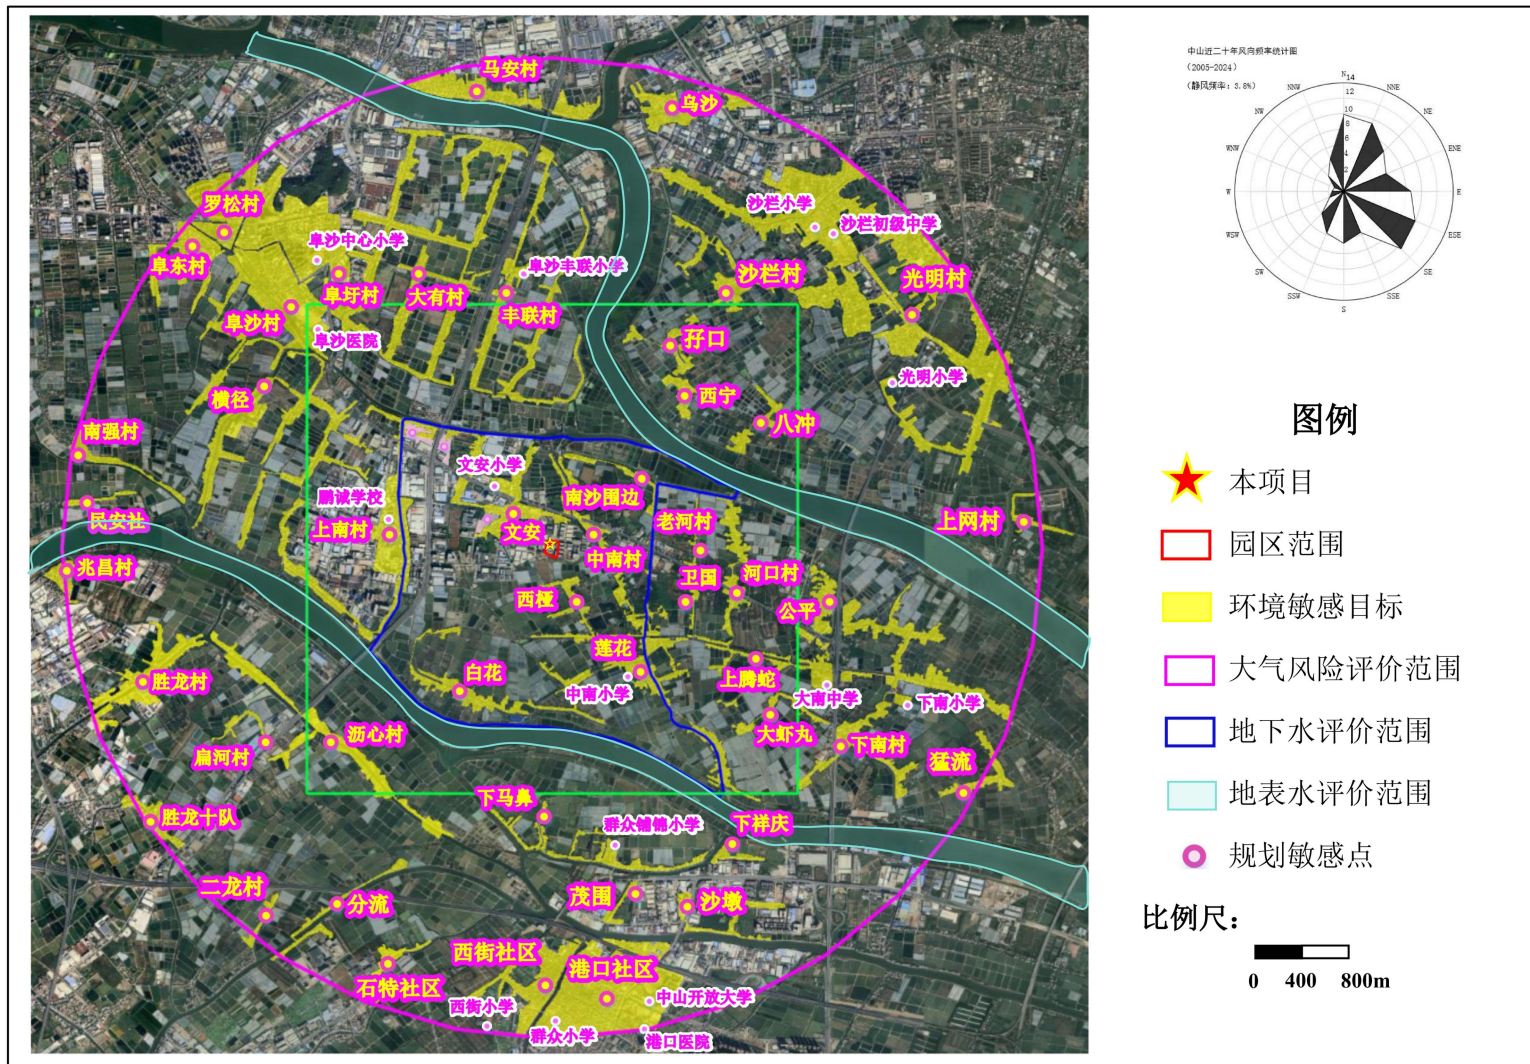 马安村
乌沙
中山近二十年风向频率统计图
(2005-2024)
(静风频率: 3.8%)
N
NNE
NE
ENE
E
ESE
SE
SSE
S
SSW
SW
WSW
W
WNW
NW
NNW
14
12
10
8
6
4
2
罗松村
沙栏小学
沙栏初级中学
阜沙中心小学
阜东村
阜圩村
大有村
阜沙丰联小学
沙栏村
光明村
丰联村
阜沙村
阜沙医院
孖口
光明小学
横径
西宁
八冲
南强村
文安小学
鹏诚学校
南沙围边
民安社
上南村
文安
老河村
上网村
中南村
兆昌村
卫国
河口村
西桠
公平
莲花
白花
中南小学
上腾蛇
大南中学
下南小学
胜龙村
沥心村
扁河村
大虾丸
下南村
猛流
下马鼻
胜龙十队
群众铺锦小学
下祥庆
二龙村
分流
茂围
沙墩
西街社区
港口社区
石特社区
西街小学
中山开放大学
群众小学
港口医院
图例
本项目
园区范围
环境敏感目标
大气风险评价范围
地下水评价范围
地表水评价范围
规划敏感点
比例尺:
0 400 800m